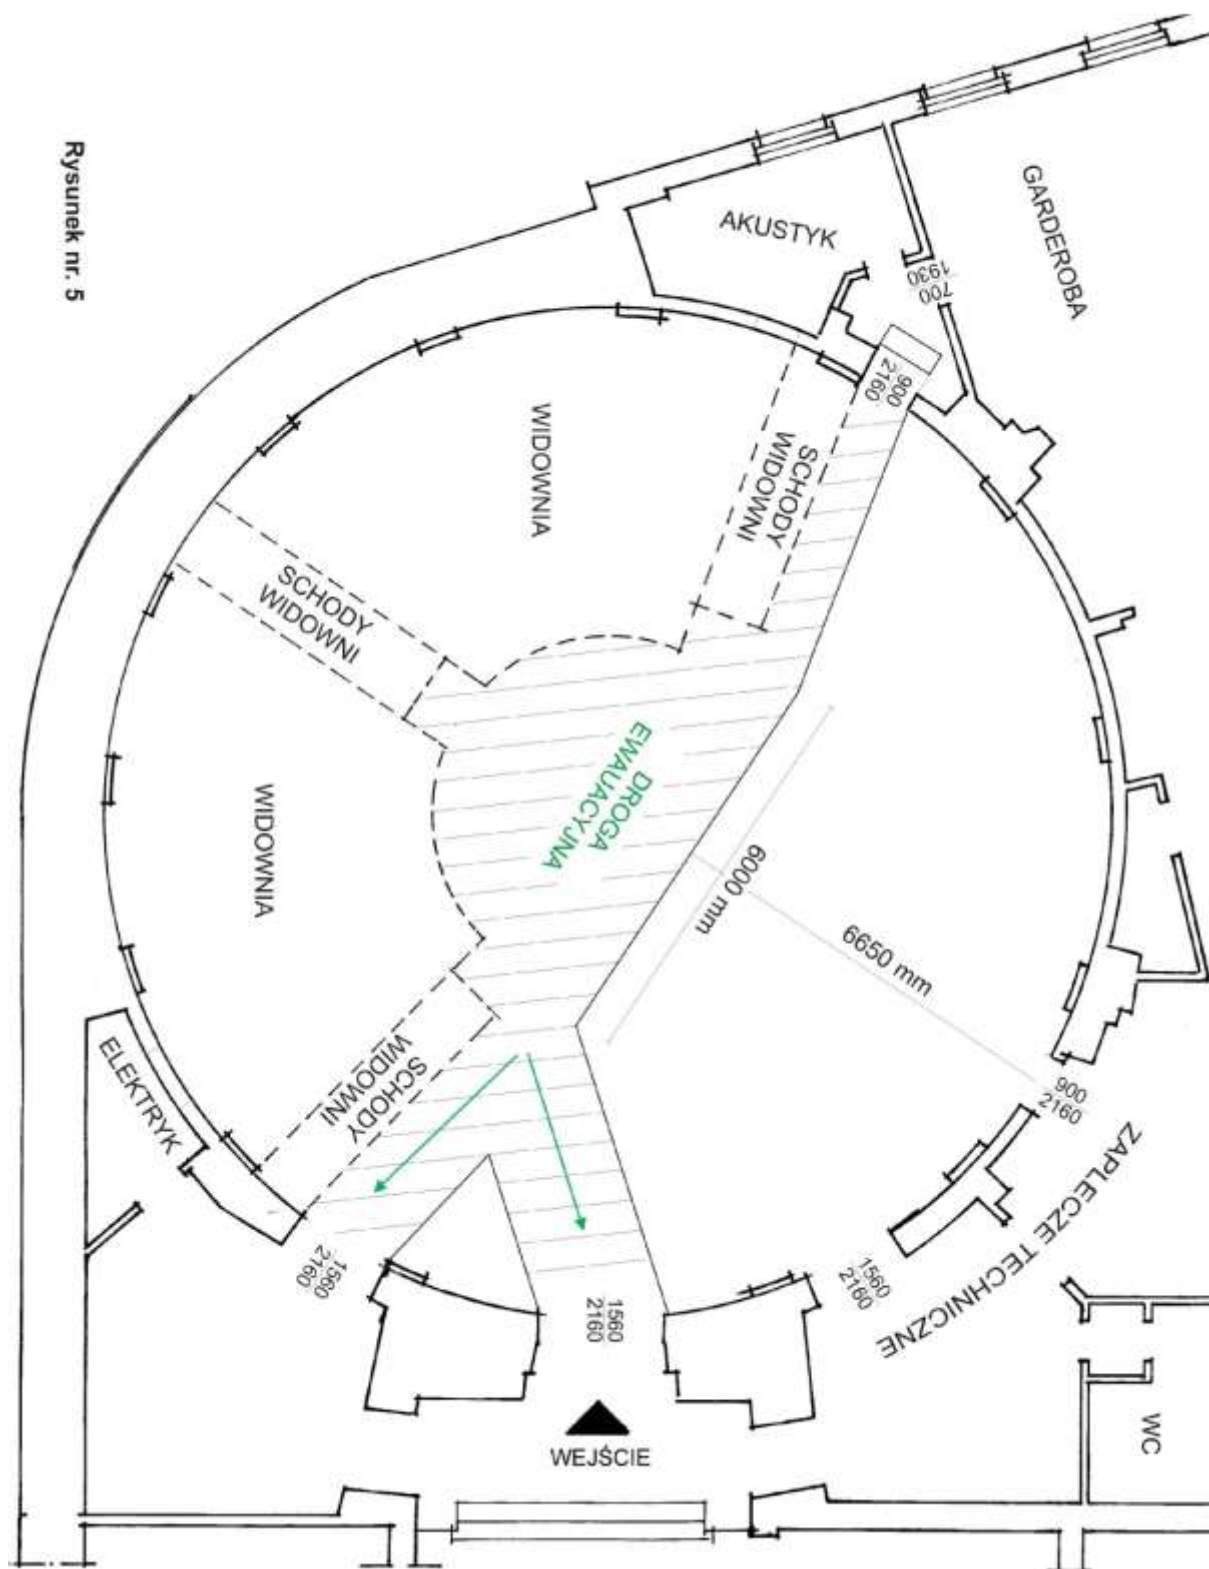 Rysunek nr. 5
AKUSTYK
GARDEROBA
700
1930
900
2160
SCHODY
WIDOWNI
WIDOWNIA
SCHODY
WIDOWNI
DROGA
EWAUACYJNA
6000 mm
6650 mm
WIDOWNIA
SCHODY
WIDOWNI
ELEKTRYK
900
2160
ZAPLECZE TECHNICZNE
1560
2160
1560
2160
1560
2160
WEJŚCIE
WC